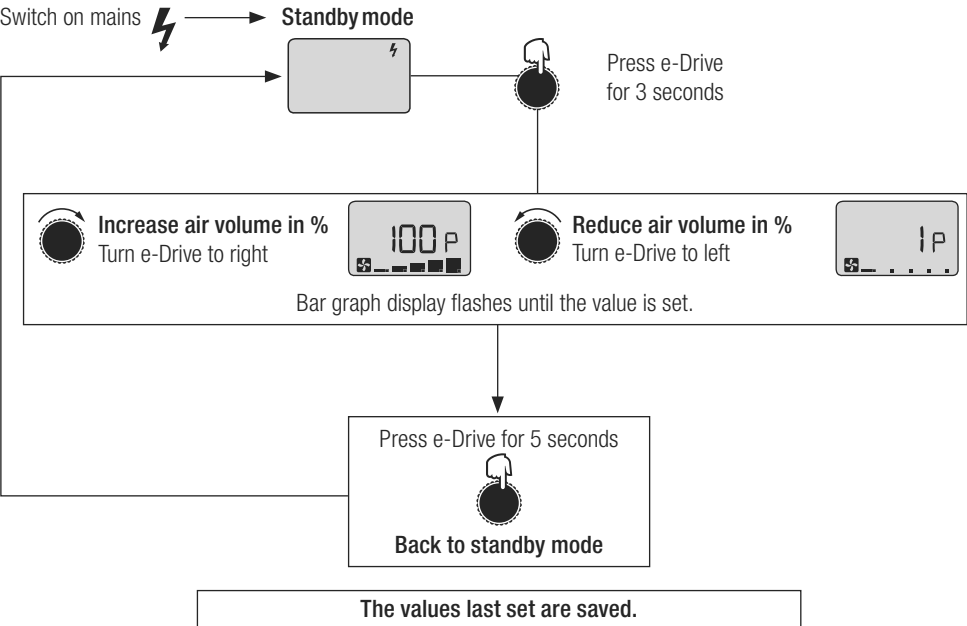 Switch on mains
Standby mode
Press e-Drive
for 3 seconds
Increase air volume in %
Turn e-Drive to right
100 P
Reduce air volume in %
Turn e-Drive to left
1 P
Bar graph display flashes until the value is set.
Press e-Drive for 5 seconds
Back to standby mode
The values last set are saved.